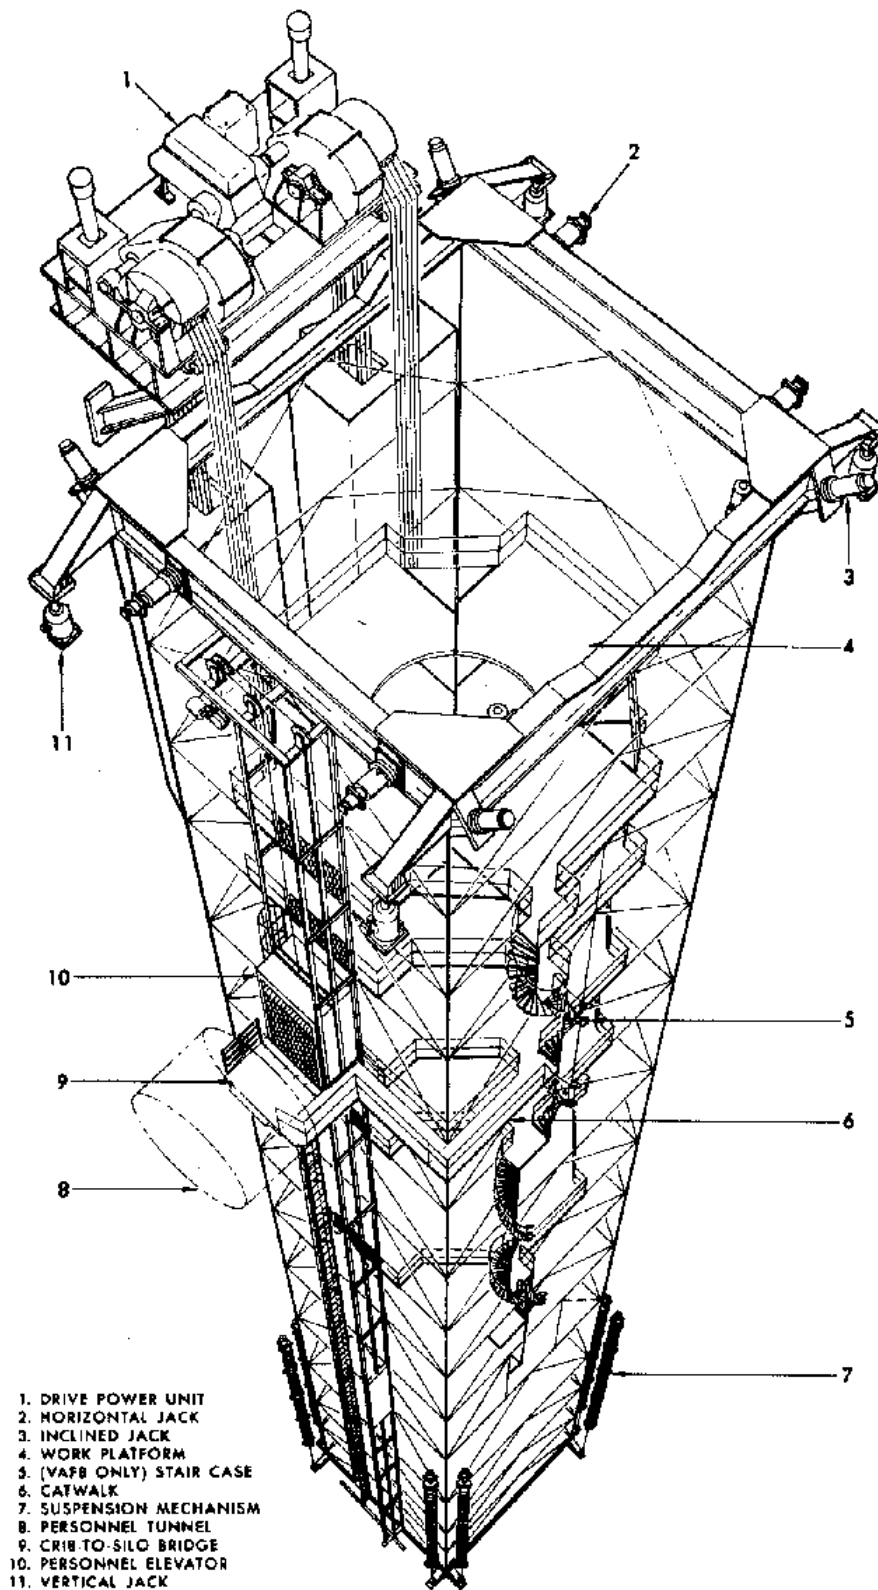 1
2
3
4
11
10
5
9
6
8
7
1. DRIVE POWER UNIT
2. HORIZONTAL JACK
3. INCLINED JACK
4. WORK PLATFORM
5. (VAFB ONLY) STAIR CASE
6. CATWALK
7. SUSPENSION MECHANISM
8. PERSONNEL TUNNEL
9. CRIB-TO-SILO BRIDGE
10. PERSONNEL ELEVATOR
11. VERTICAL JACK